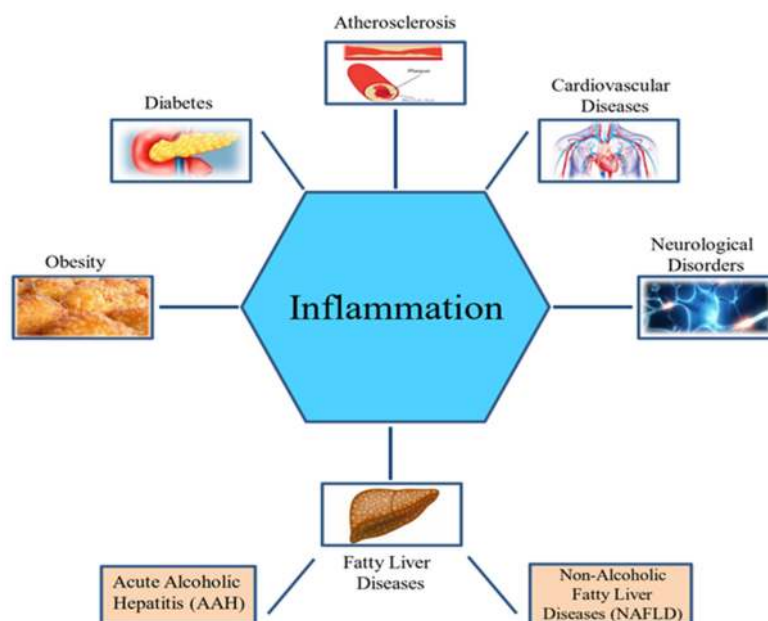 Atherosclerosis
Plaque
Cardiovascular
Diseases
Diabetes
Neurological
Disorders
Obesity
Inflammation
Fatty Liver
Diseases
Acute Alcoholic
Hepatitis (AAH)
Non-Alcoholic
Fatty Liver
Diseases (NAFLD)